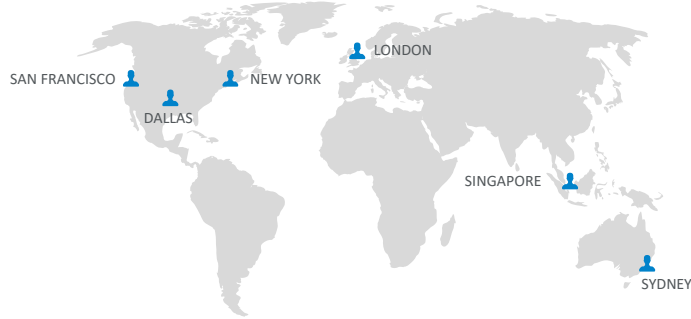 LONDON
SAN FRANCISCO
NEW YORK
DALLAS
SINGAPORE
SYDNEY